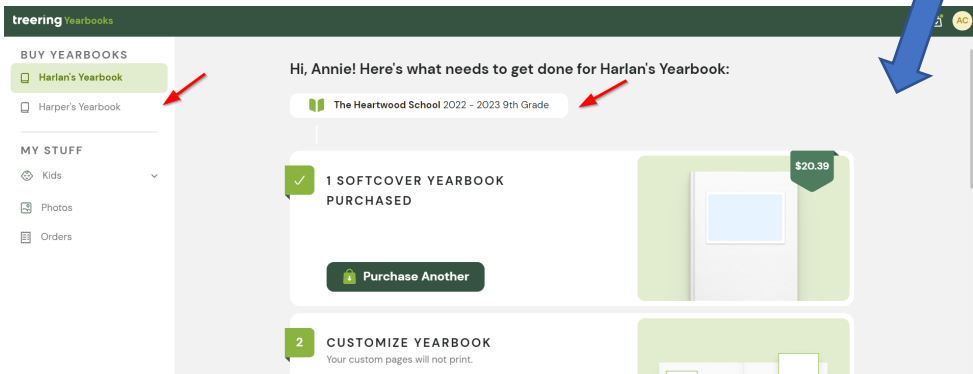 treering Yearbooks
AC
BUY YEARBOOKS
Harlan's Yearbook
Harper's Yearbook
MY STUFF
Kids
Photos
Orders
Hi, Annie! Here's what needs to get done for Harlan's Yearbook:
The Heartwood School 2022 - 2023 9th Grade
1 SOFTCOVER YEARBOOK
PURCHASED
$20.39
Purchase Another
2
CUSTOMIZE YEARBOOK
Your custom pages will not print.